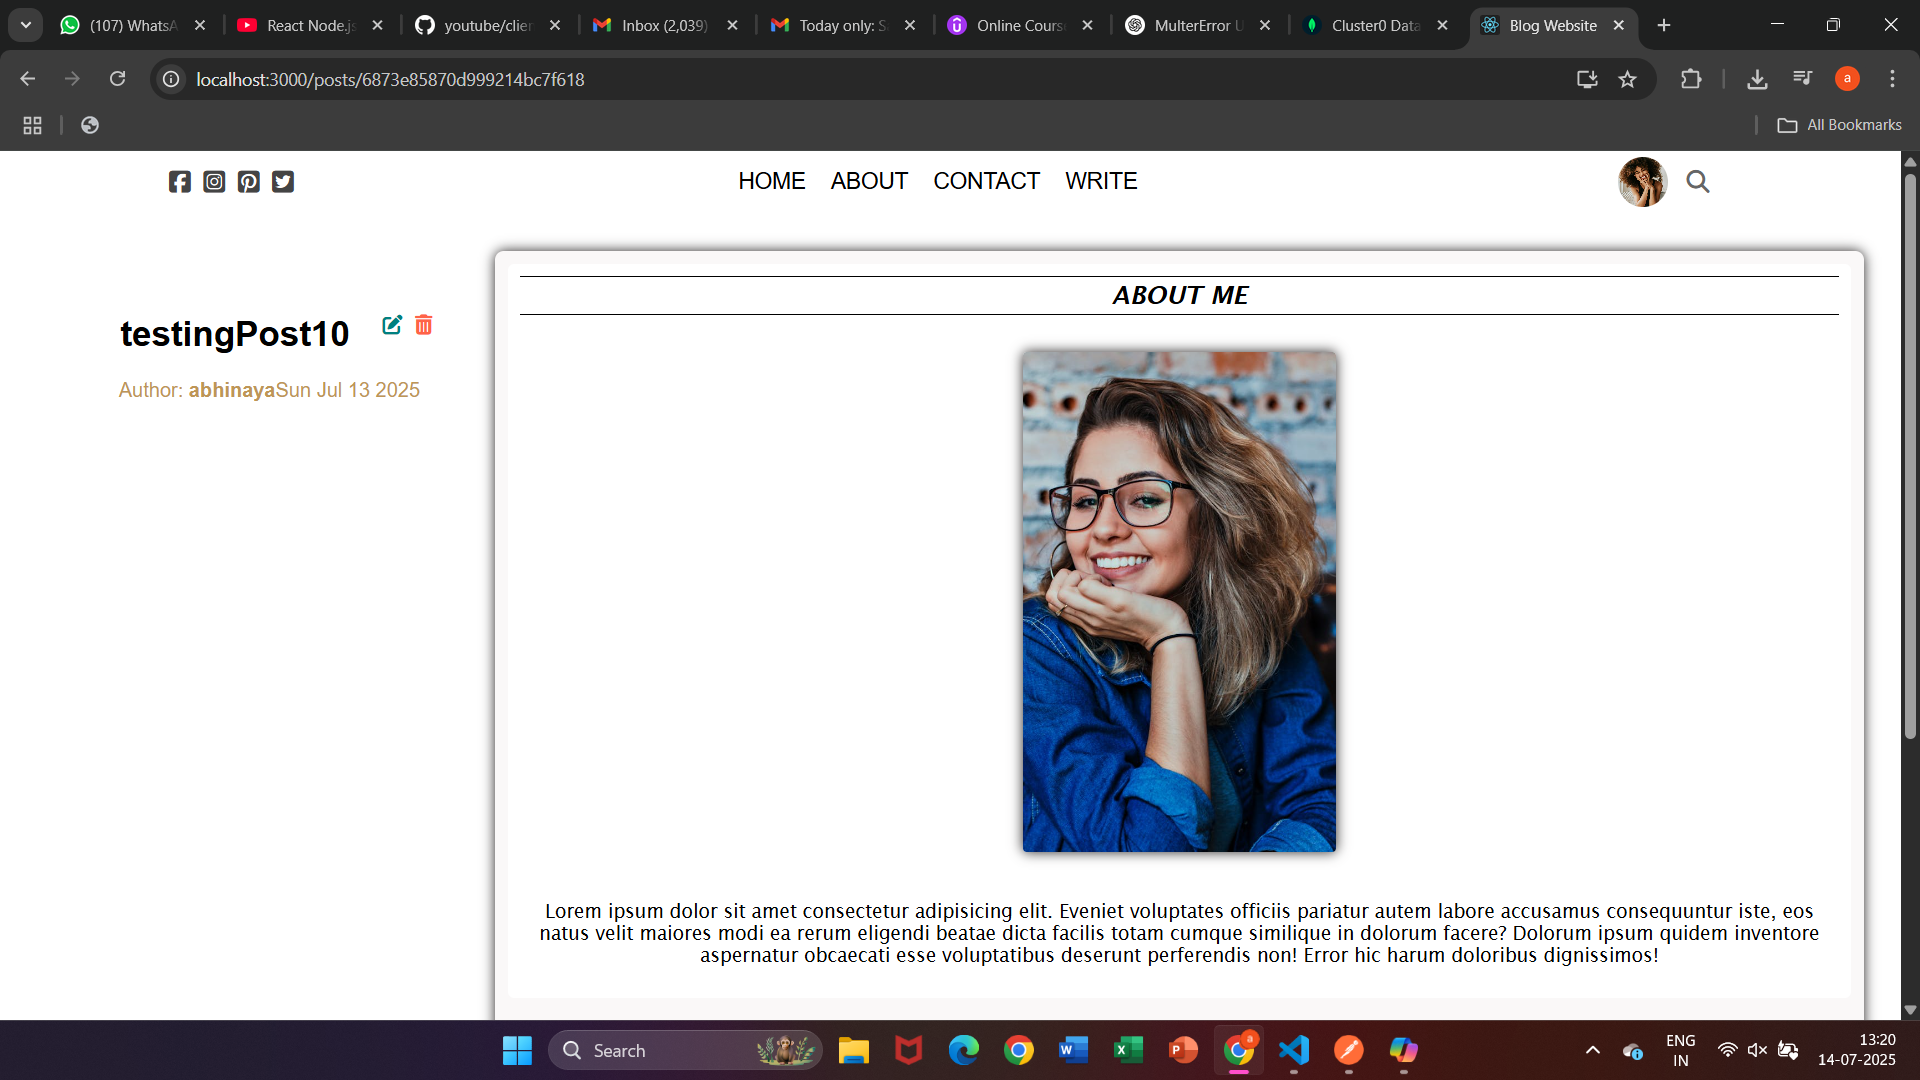 (107) WhatsA
React Node.js
youtube/clien
Inbox (2,039)
Today only: S
Online Cours
MulterError U
Cluster0 Data
Blog Website
localhost:3000/posts/6873e85870d999214bc7f618
a
All Bookmarks
HOME ABOUT CONTACT WRITE
ABOUT ME
testingPost10
Author: abhinayaSun Jul 13 2025
Lorem ipsum dolor sit amet consectetur adipisicing elit. Eveniet voluptates officiis pariatur autem labore accusamus consequuntur iste, eos
natus velit maiores modi ea rerum eligendi beatae dicta facilis totam cumque similique in dolorum facere? Dolorum ipsum quidem inventore
aspernatur obcaecati esse voluptatibus deserunt perferendis non! Error hic harum doloribus dignissimos!
Search
ENG
IN
13:20
14-07-2025